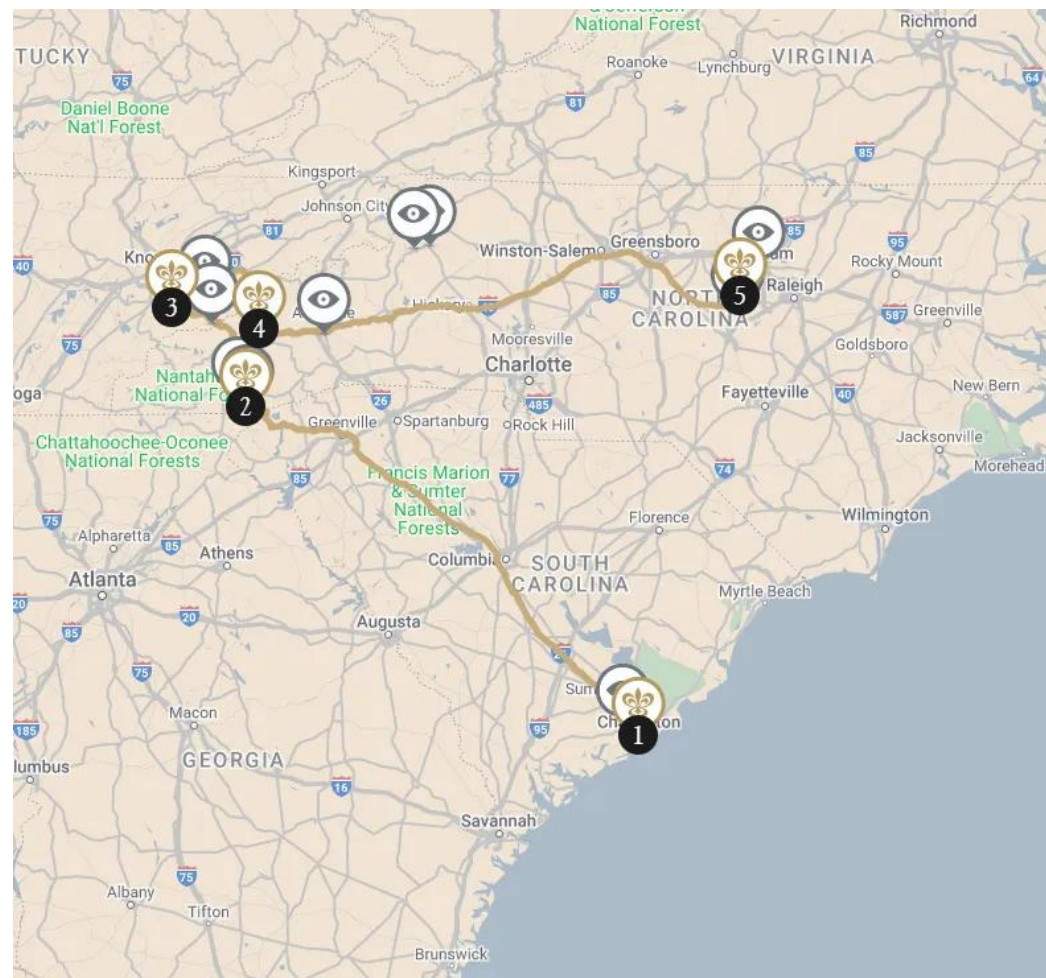 & Jefferson
National Forest
Richmond
TUCKY
Roanoke
Lynchburg
VIRGINIA
75
64
81
Daniel Boone
Nat'l Forest
85
Kingsport
Johnson City
81
Winston-Salem
Greensboro
85
95
Rocky Mount
40
Kno
am
Raleigh
3
4
5
85
NORTH
CAROLINA
587
Greenville
Goldsboro
75
Mooresville
Charlotte
oga
Nantah
National Fo
2
26
485
Fayetteville
40
New Bern
Greenville
Spartanburg
Rock Hill
Jacksonville
Morehead
Chattahoochee-Oconee
National Forests
85
77
74
Francis Marion
& Sumter
National
Forests
75
Florence
Wilmington
Alpharetta
85
Athens
Columbia
SOUTH
CAROLINA
Atlanta
20
20
Myrtle Beach
85
Augusta
75
Sum
Macon
185
95
1
GEORGIA
lumbus
16
Savannah
75
Albany
Tifton
Brunswick